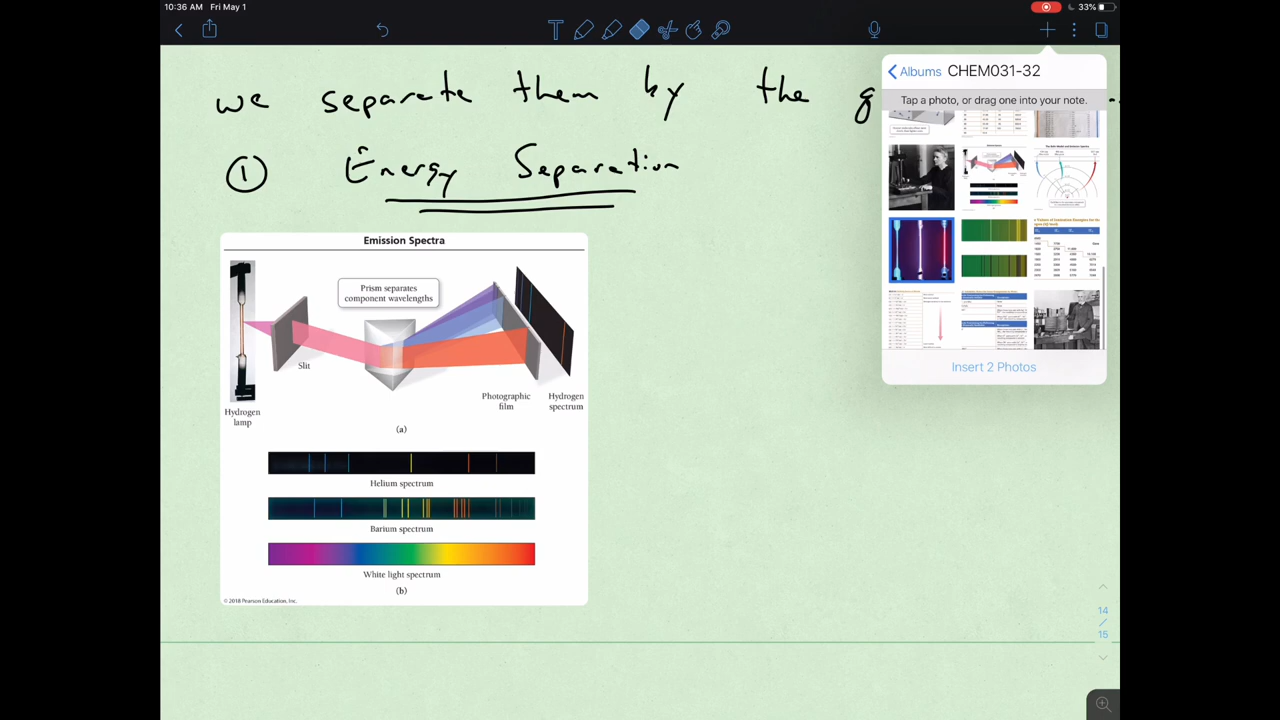 10:36 AM Fri May 1
33%
Albums CHEM031-32
Tap a photo, or drag one into your note.
Insert 2 Photos
we separate them by the
① Energy Separation
Emission Spectra
Prism separates
component wavelengths
Slit
Photographic
film
Hydrogen
spectrum
Hydrogen
lamp
(a)
Helium spectrum
Barium spectrum
White light spectrum
(b)
© 2018 Pearson Education, Inc.
14
/
15